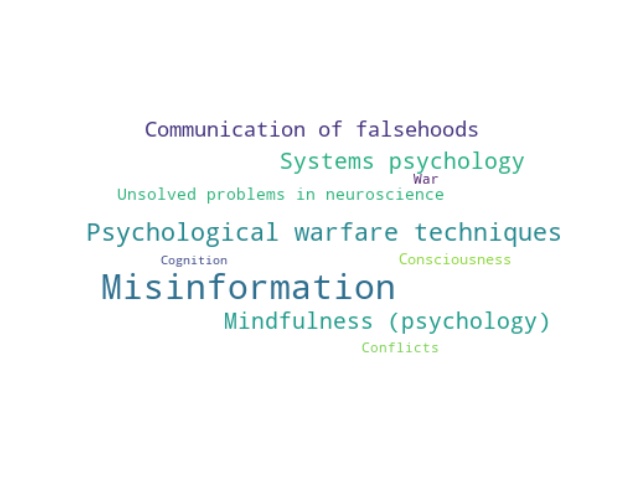 Communication of falsehoods
Systems psychology
War
Unsolved problems in neuroscience
Psychological warfare techniques
Cognition
Consciousness
Misinformation
Mindfulness (psychology)
Conflicts